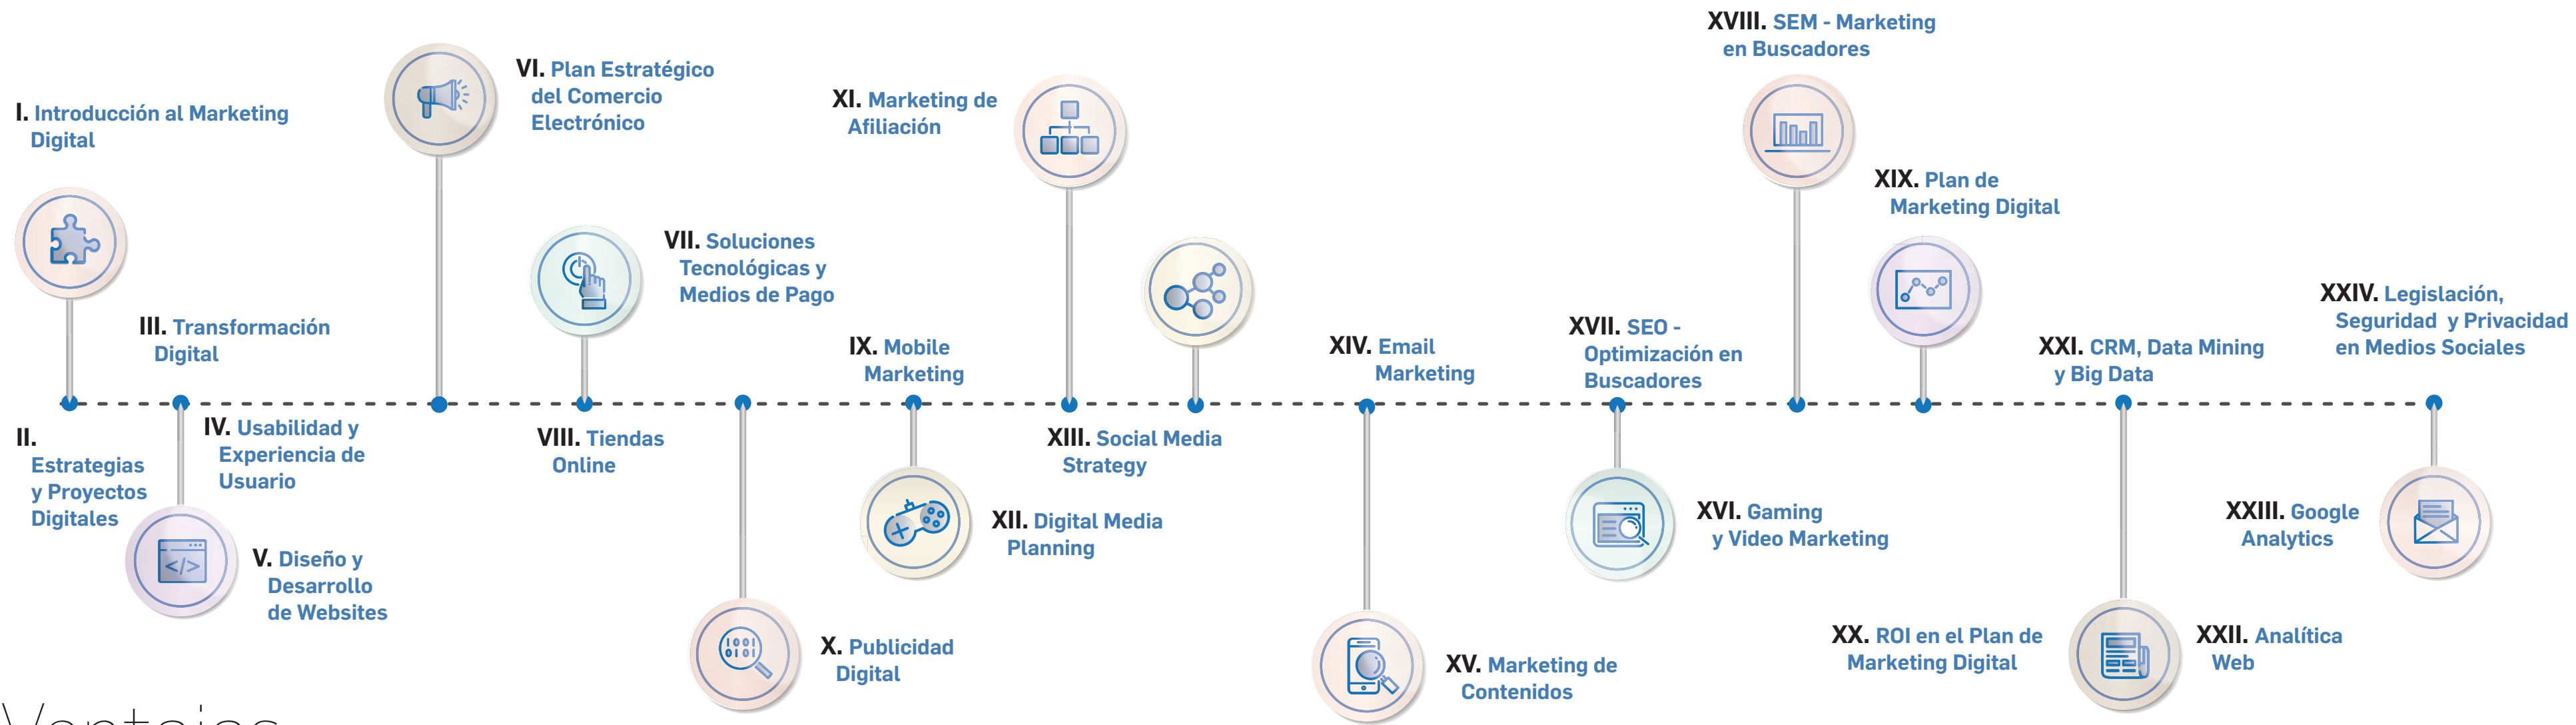 I. Introducción al Marketing
Digital
II.
Estrategias
y Proyectos
Digitales
III. Transformación
Digital
IV. Usabilidad y
Experiencia de
Usuario
V. Diseño y
Desarrollo
de Websites
VI. Plan Estratégico
del Comercio
Electrónico
VII. Soluciones
Tecnológicas y
Medios de Pago
VIII. Tiendas
Online
IX. Mobile
Marketing
X. Publicidad
Digital
XI. Marketing de
Afiliación
XII. Digital Media
Planning
XIII. Social Media
Strategy
XIV. Email
Marketing
XV. Marketing de
Contenidos
XVI. Gaming
y Video Marketing
XVII. SEO -
Optimización en
Buscadores
XVIII. SEM - Marketing
en Buscadores
XIX. Plan de
Marketing Digital
XX. ROI en el Plan de
Marketing Digital
XXI. CRM, Data Mining
y Big Data
XXII. Analítica
Web
XXIII. Google
Analytics
XXIV. Legislación,
Seguridad y Privacidad
en Medios Sociales